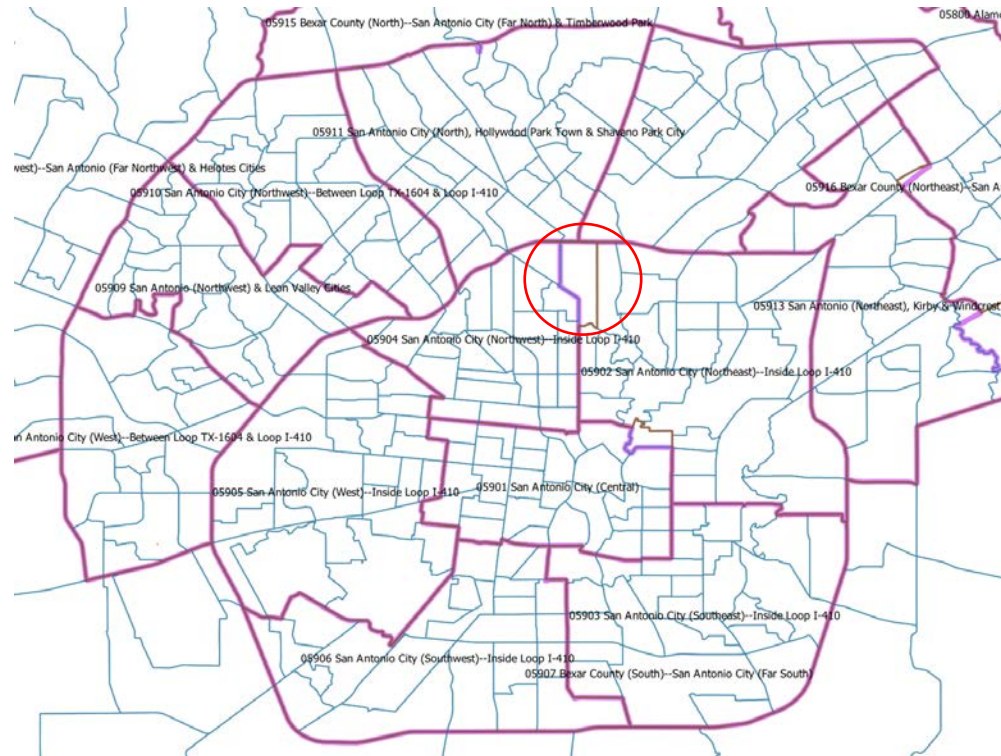 05800 Alam
05915 Bexar County (North)--San Antonio City (Far North) & Timberwood Park
05911 San Antonio City (North), Hollywood Park Town & Shavano Park City
west)--San Antonio (Far Northwest) & Helotes Cities
05910 San Antonio City (Northwest)--Between Loop TX-1604 & Loop I-410
05916 Bexar County (Northeast)--San A
05909 San Antonio (Northwest) & Leon Valley Cities
05913 San Antonio (Northeast), Kirby & Windcrest
05904 San Antonio City (Northwest)--Inside Loop I-410
05902 San Antonio City (Northeast)--Inside Loop I-410
n Antonio City (West)--Between Loop TX-1604 & Loop I-410
05901 San Antonio City (Central)
05905 San Antonio City (West)--Inside Loop I-410
05903 San Antonio City (Southeast)--Inside Loop I-410
05906 San Antonio City (Southwest)--Inside Loop I-410
05907 Bexar County (South)--San Antonio City (Far South)